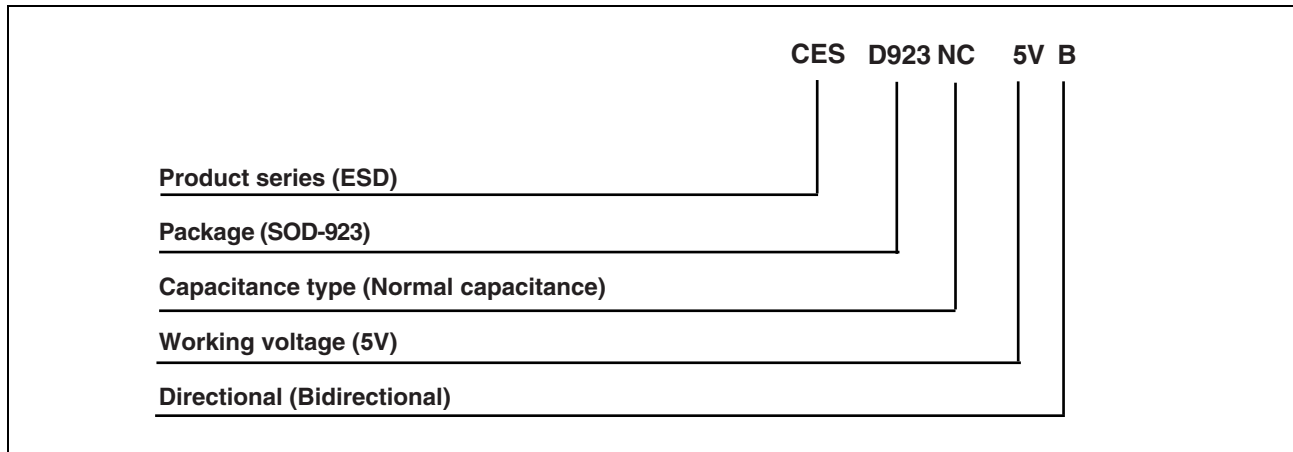 CES D923 NC 5V B
Product series (ESD)
Package (SOD-923)
Capacitance type (Normal capacitance)
Working voltage (5V)
Directional (Bidirectional)